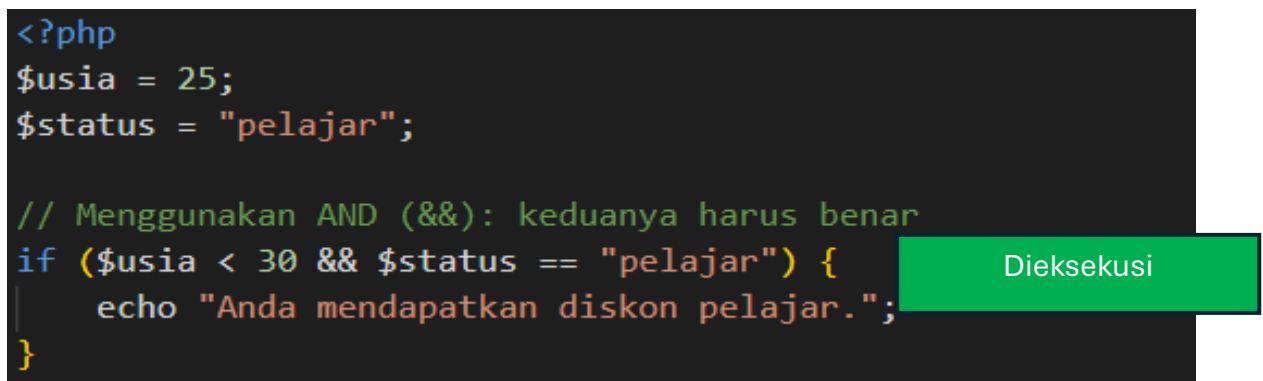 <?php
$usia = 25;
$status = "pelajar";
// Menggunakan AND (&&): keduanya harus benar
if ($usia < 30 && $status == "pelajar") {
    echo "Anda mendapatkan diskon pelajar.";
}
Dieksekusi